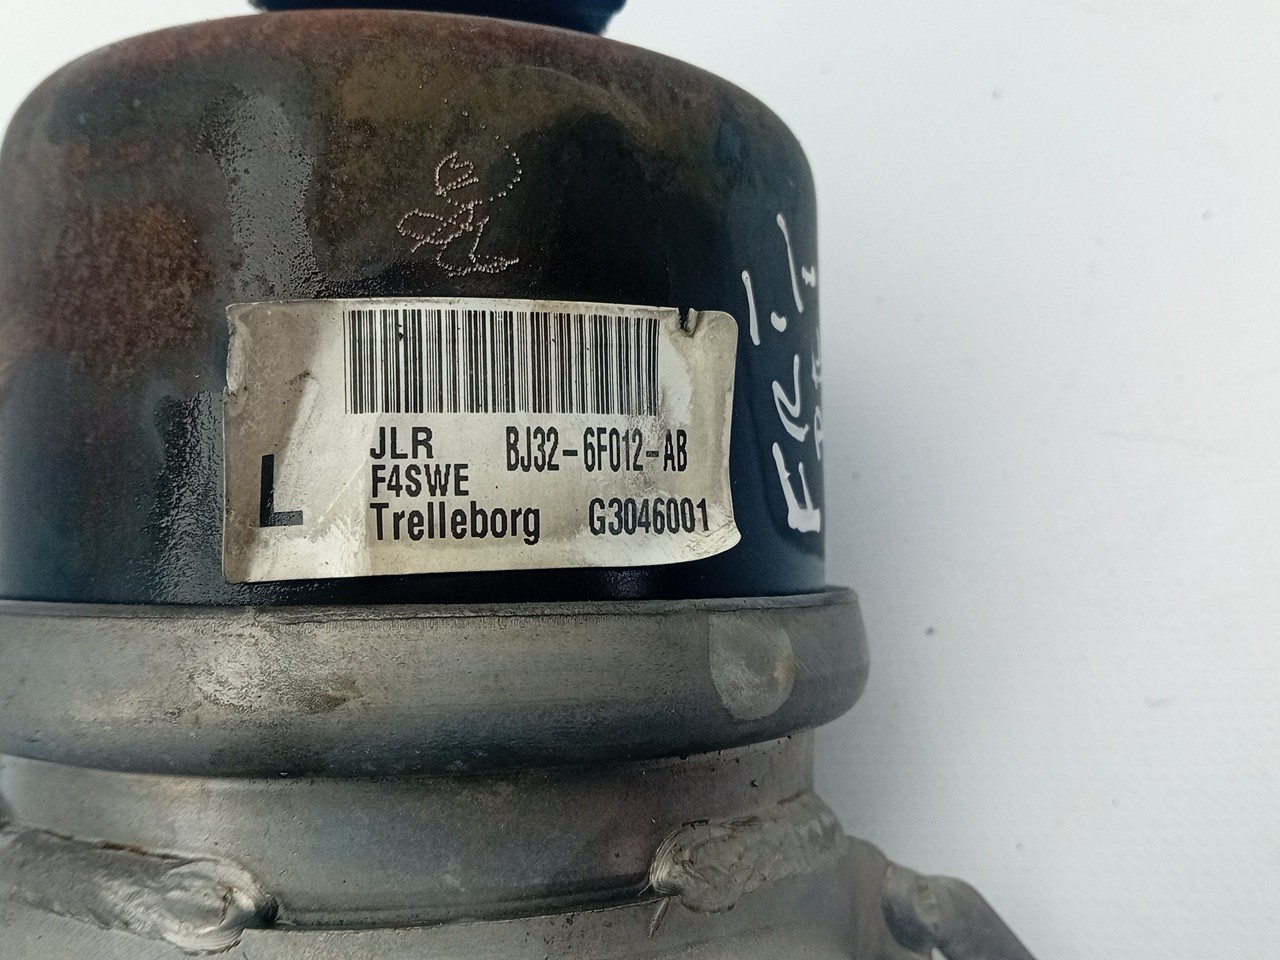 JLR BJ32-6F012-AB
F4SWE
L
Trelleborg G3046001